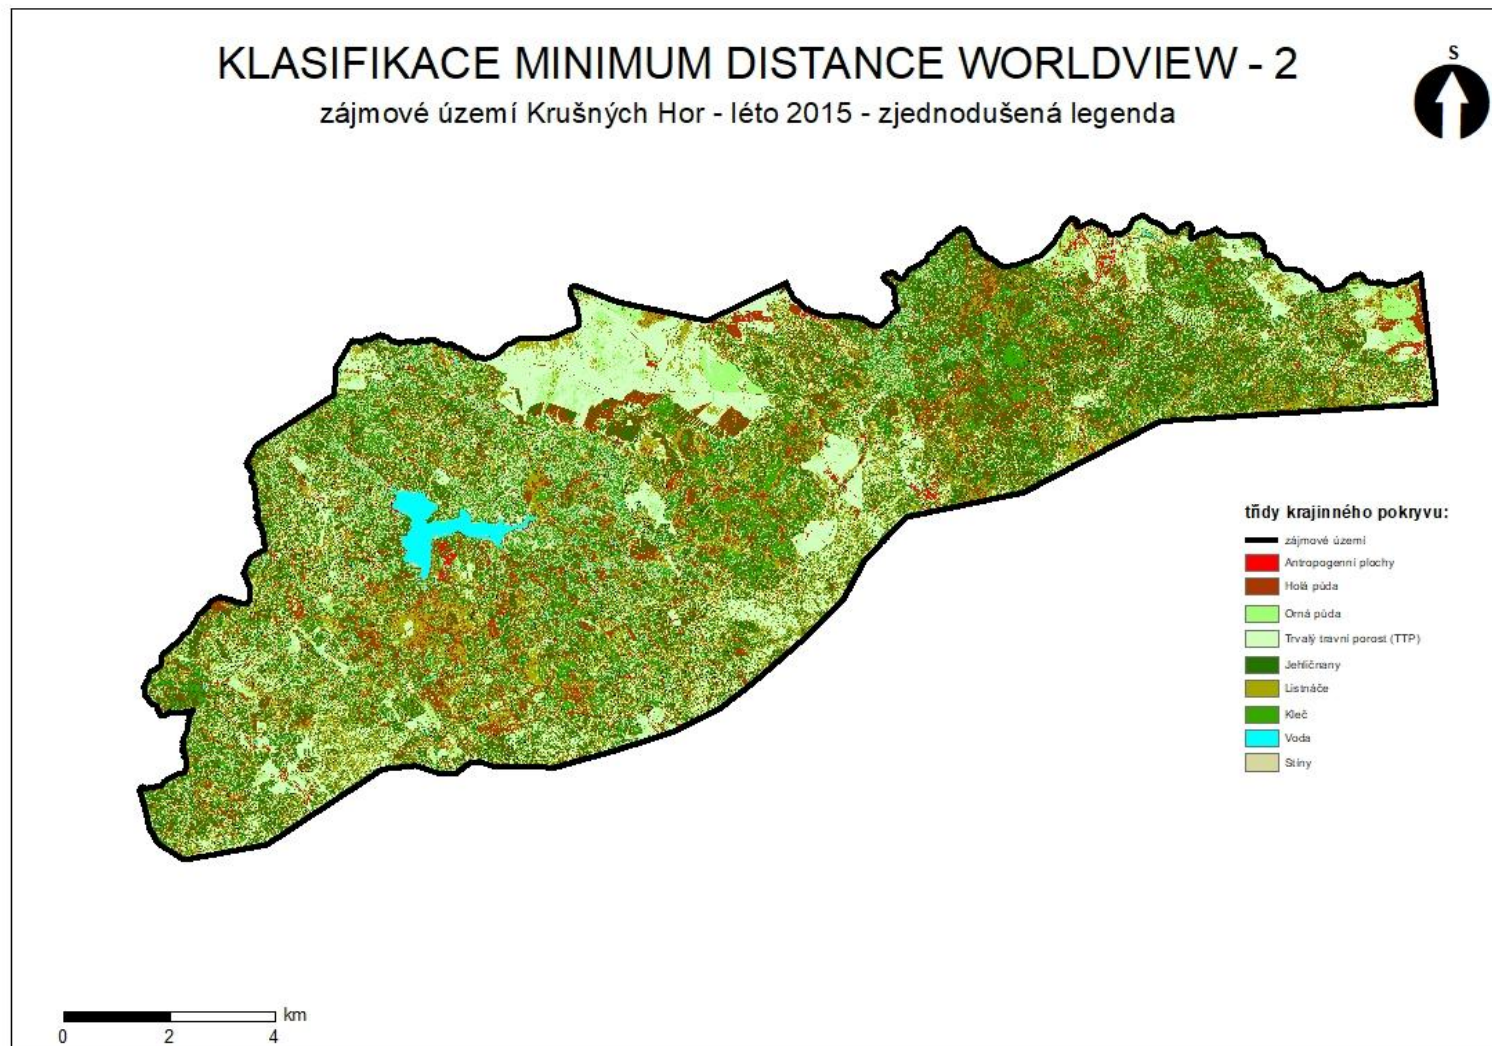 KLASIFIKACE MINIMUM DISTANCE WORLDVIEW - 2
zájmové území Krušných Hor - léto 2015 - zjednodušená legenda
S
třídy krajinného pokryvu:
zájmové území
Antropogenní plochy
Holá půda
Orná půda
Trvalý travní porost (TTP)
Jehličnany
Listnáče
Kleč
Voda
Stíny
km
0 2 4